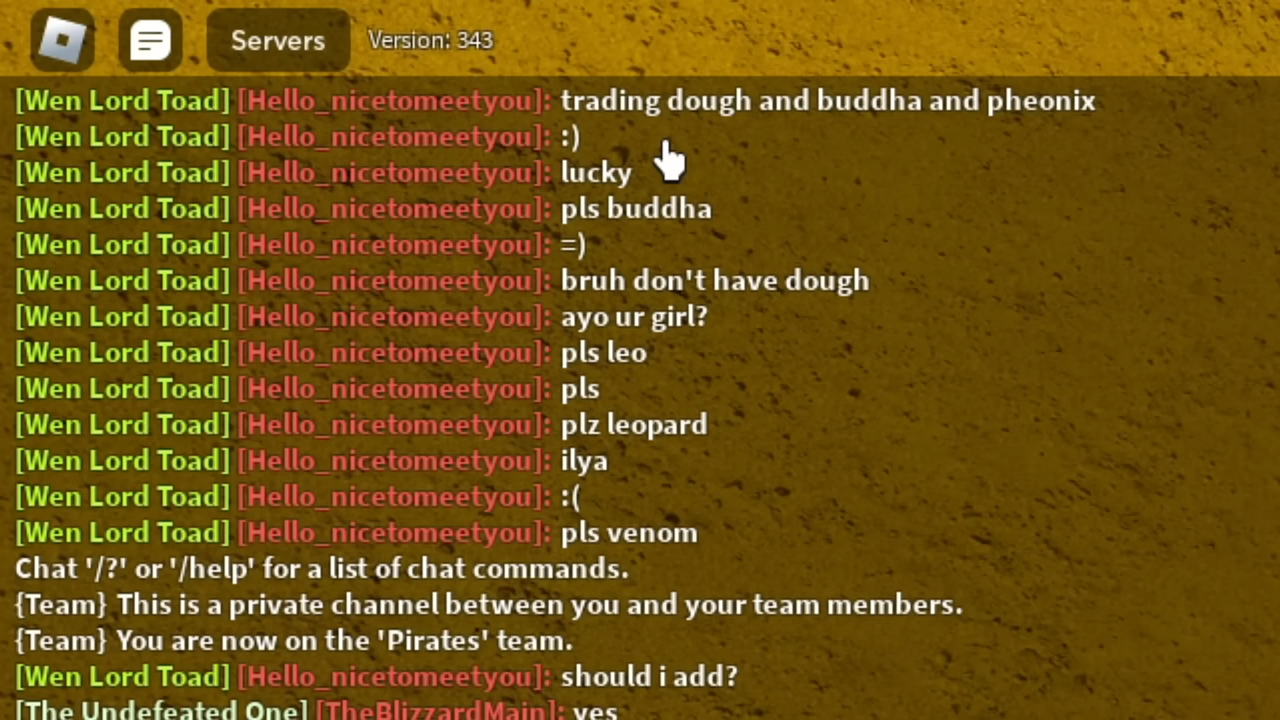 Servers Version: 343
[Wen Lord Toad] [Hello_nicetomeetyou]: trading dough and buddha and pheonix
[Wen Lord Toad] [Hello_nicetomeetyou]: :)
[Wen Lord Toad] [Hello_nicetomeetyou]: lucky
[Wen Lord Toad] [Hello_nicetomeetyou]: pls buddha
[Wen Lord Toad] [Hello_nicetomeetyou]: =)
[Wen Lord Toad] [Hello_nicetomeetyou]: bruh don't have dough
[Wen Lord Toad] [Hello_nicetomeetyou]: ayo ur girl?
[Wen Lord Toad] [Hello_nicetomeetyou]: pls leo
[Wen Lord Toad] [Hello_nicetomeetyou]: pls
[Wen Lord Toad] [Hello_nicetomeetyou]: plz leopard
[Wen Lord Toad] [Hello_nicetomeetyou]: ilya
[Wen Lord Toad] [Hello_nicetomeetyou]: :(
[Wen Lord Toad] [Hello_nicetomeetyou]: pls venom
Chat '/?' or '/help' for a list of chat commands.
{Team} This is a private channel between you and your team members.
{Team} You are now on the 'Pirates' team.
[Wen Lord Toad] [Hello_nicetomeetyou]: should i add?
[The Undefeated One] [TheBlizzardMain]: yes